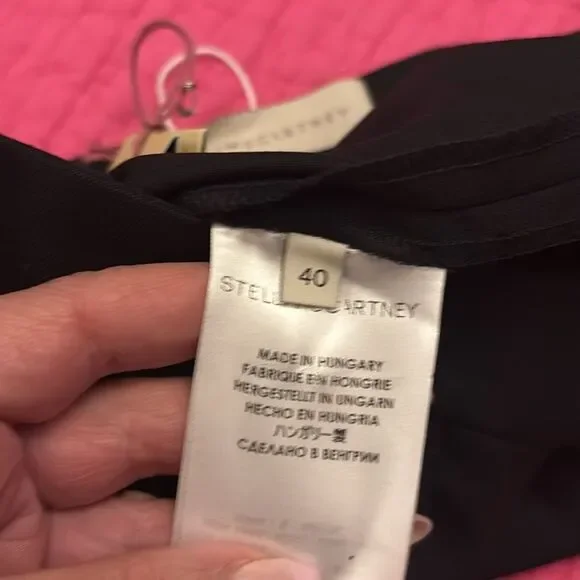 40
STELLA McCARTNEY
MADE IN HUNGARY
FABRIQUE EN HONGRIE
HERGESTELLT IN UNGARN
HECHO EN HUNGRIA
ハンガリー製
СДЕЛАНО В ВЕНГРИИ